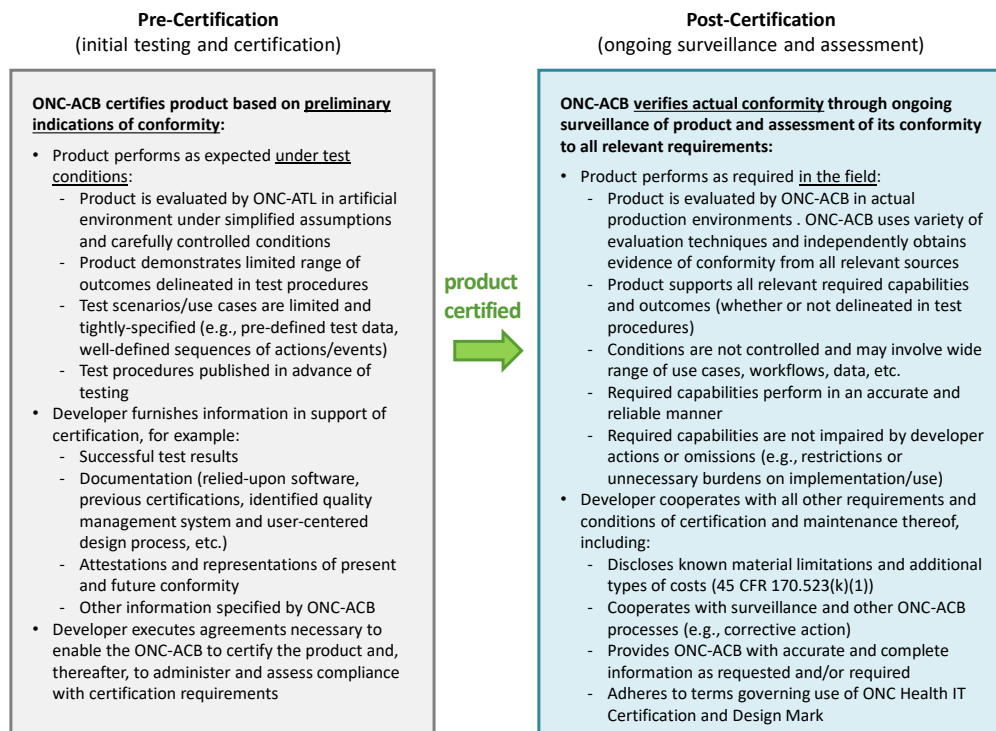 Pre-Certification
(initial testing and certification)
ONC-ACB certifies product based on preliminary
indications of conformity:
• Product performs as expected under test
conditions:
- Product is evaluated by ONC-ATL in artificial
environment under simplified assumptions
and carefully controlled conditions
- Product demonstrates limited range of
outcomes delineated in test procedures
- Test scenarios/use cases are limited and
tightly-specified (e.g., pre-defined test data,
well-defined sequences of actions/events)
- Test procedures published in advance of
testing
• Developer furnishes information in support of
certification, for example:
- Successful test results
- Documentation (relied-upon software,
previous certifications, identified quality
management system and user-centered
design process, etc.)
- Attestations and representations of present
and future conformity
- Other information specified by ONC-ACB
• Developer executes agreements necessary to
enable the ONC-ACB to certify the product and,
thereafter, to administer and assess compliance
with certification requirements
product
certified
Post-Certification
(ongoing surveillance and assessment)
ONC-ACB verifies actual conformity through ongoing
surveillance of product and assessment of its conformity
to all relevant requirements:
• Product performs as required in the field:
- Product is evaluated by ONC-ACB in actual
production environments . ONC-ACB uses variety of
evaluation techniques and independently obtains
evidence of conformity from all relevant sources
- Product supports all relevant required capabilities
and outcomes (whether or not delineated in test
procedures)
- Conditions are not controlled and may involve wide
range of use cases, workflows, data, etc.
- Required capabilities perform in an accurate and
reliable manner
- Required capabilities are not impaired by developer
actions or omissions (e.g., restrictions or
unnecessary burdens on implementation/use)
• Developer cooperates with all other requirements and
conditions of certification and maintenance thereof,
including:
- Discloses known material limitations and additional
types of costs (45 CFR 170.523(k)(1))
- Cooperates with surveillance and other ONC-ACB
processes (e.g., corrective action)
- Provides ONC-ACB with accurate and complete
information as requested and/or required
- Adheres to terms governing use of ONC Health IT
Certification and Design Mark